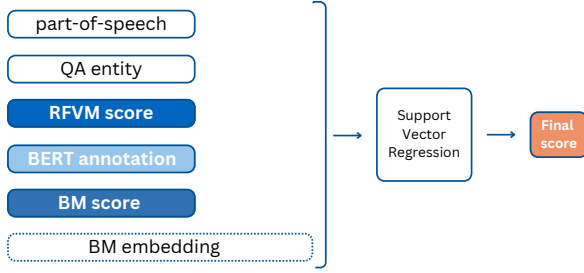 part-of-speech
QA entity
RFVM score
BERT annotation
BM score
BM embedding
Support
Vector
Regression
Final
score